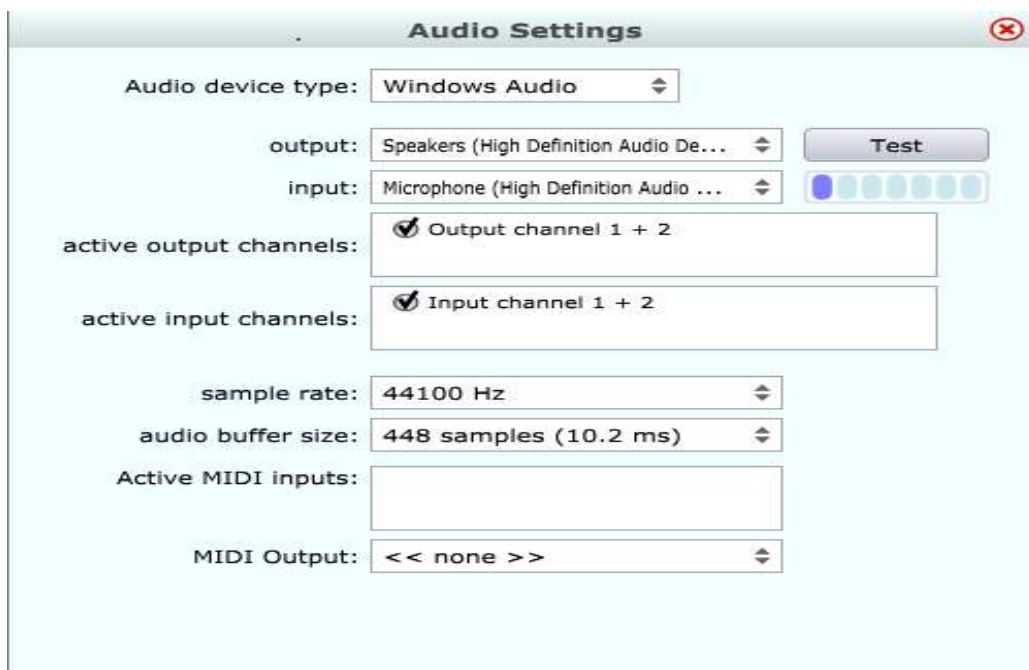 Audio Settings
Audio device type: Windows Audio
output: Speakers (High Definition Audio De... Test
input: Microphone (High Definition Audio ...
active output channels: Output channel 1 + 2
active input channels: Input channel 1 + 2
sample rate: 44100 Hz
audio buffer size: 448 samples (10.2 ms)
Active MIDI inputs:
MIDI Output: << none >>